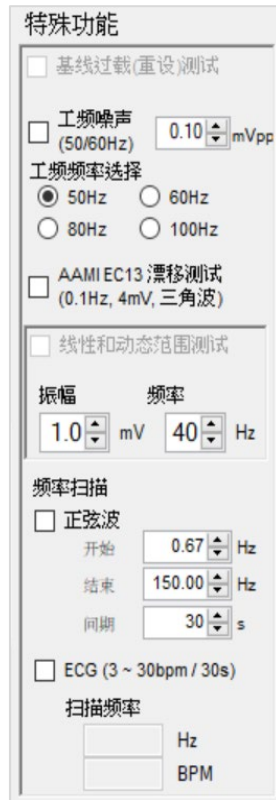 特殊功能
基线过载(重设)测试
工频噪声
(50/60Hz) 0.10 mVpp
工频频率选择
50Hz 60Hz
80Hz 100Hz
AAMI EC13 漂移测试
(0.1Hz, 4mV, 三角波)
线性和动态范围测试
振幅 频率
1.0 mV 40 Hz
频率扫描
正弦波
开始 0.67 Hz
结束 150.00 Hz
间期 30 s
ECG (3 ~ 30bpm / 30s)
扫描频率
Hz
BPM